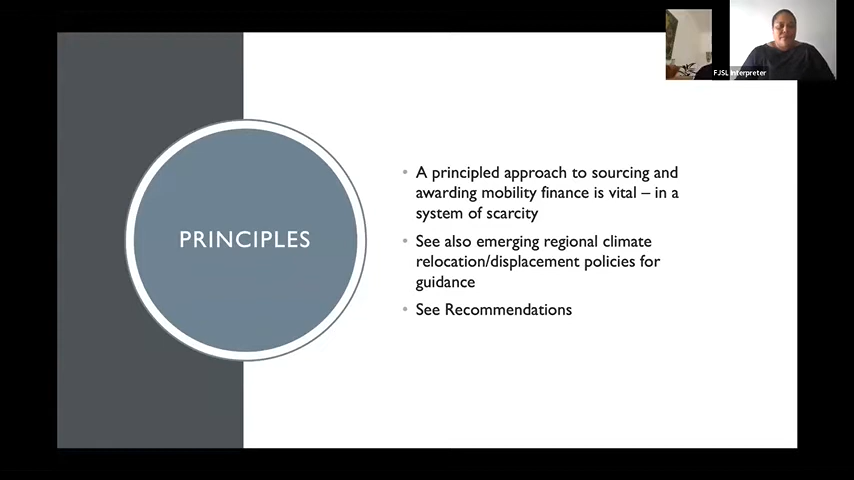 FJSL Interpreter
PRINCIPLES
• A principled approach to sourcing and
awarding mobility finance is vital – in a
system of scarcity
• See also emerging regional climate
relocation/displacement policies for
guidance
• See Recommendations